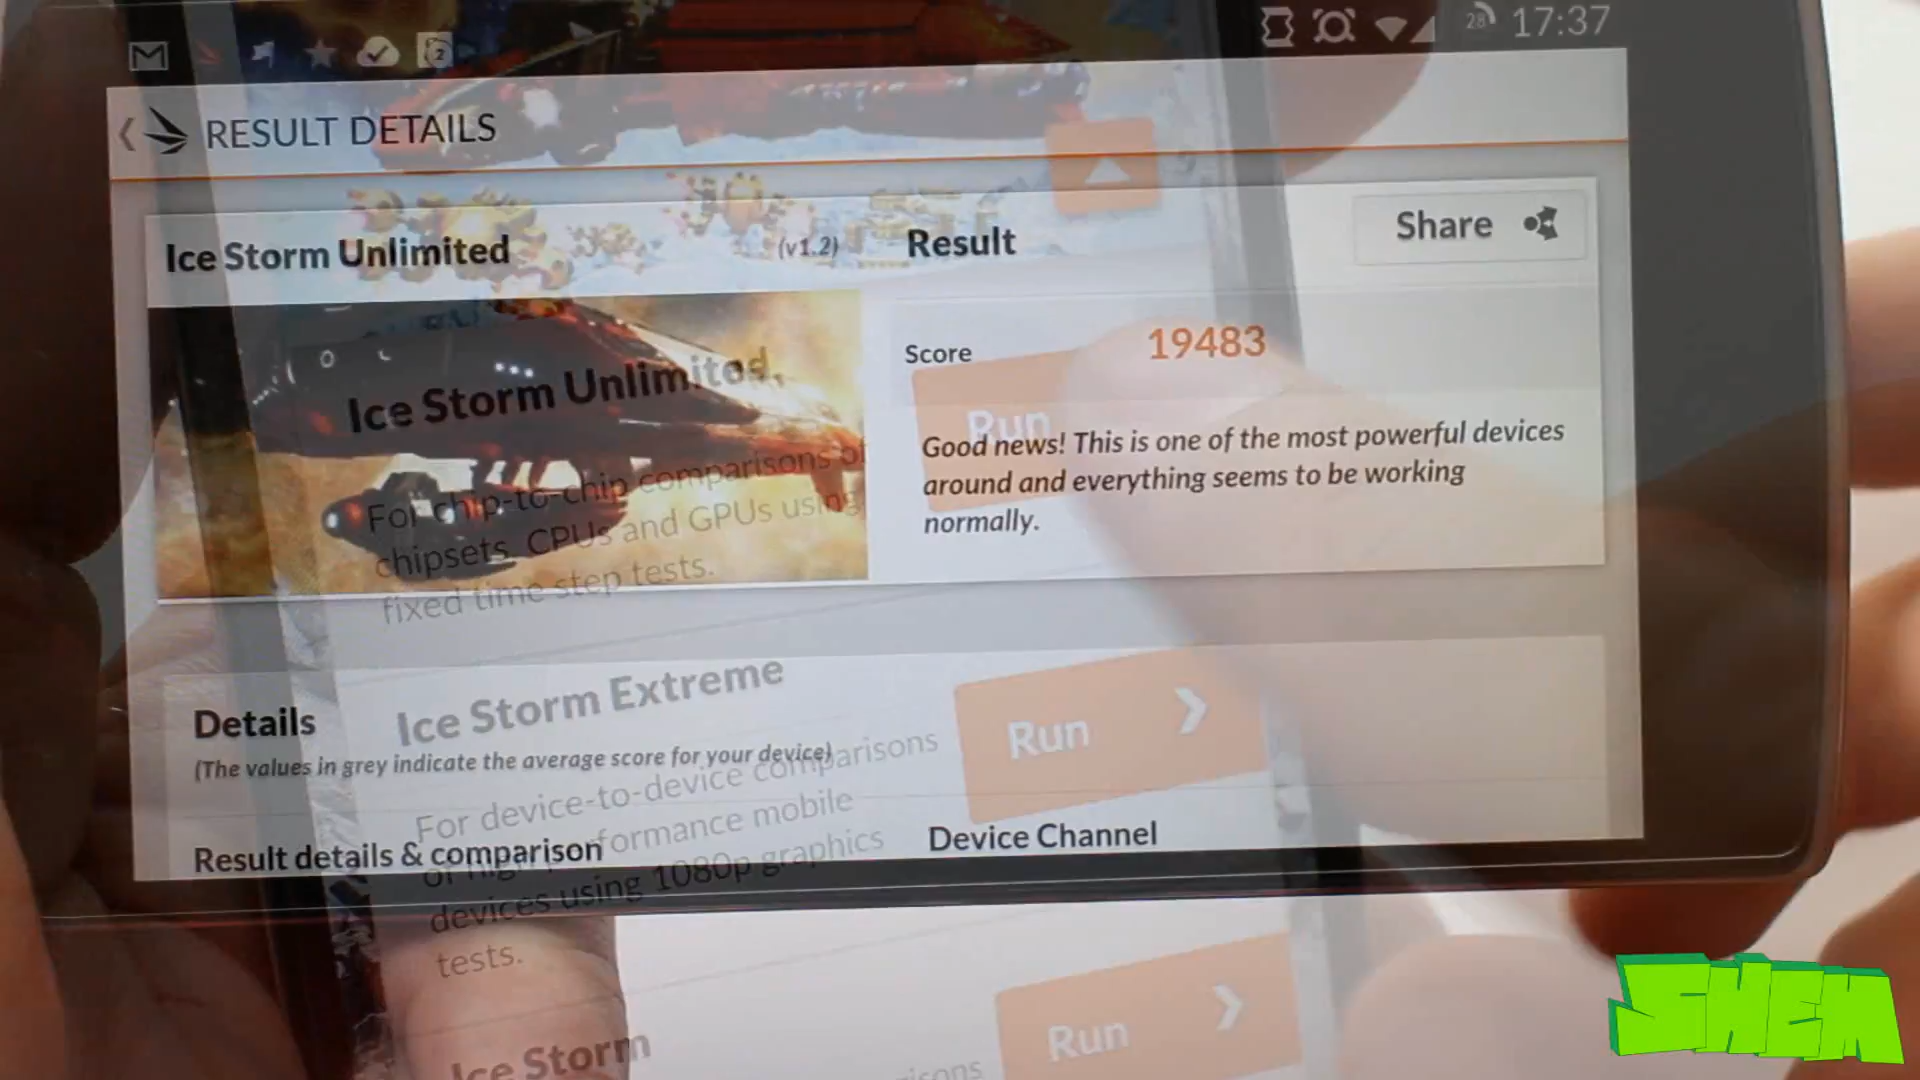 2
28 17:37
RESULT DETAILS
Ice Storm Unlimited (v1.2)
Result
Share
Score 19483
Good news! This is one of the most powerful devices
around and everything seems to be working
normally.
Ice Storm Unlimited
Run
For chip-to-chip comparisons of
chipsets, CPUs and GPUs using
fixed time step tests.
Details
(The values in grey indicate the average score for your device)
Result details & comparison
Device Channel
Ice Storm Extreme
Run
For device-to-device comparisons
of high performance mobile
devices using 1080p graphics
tests.
Ice Storm
Run
SHEM